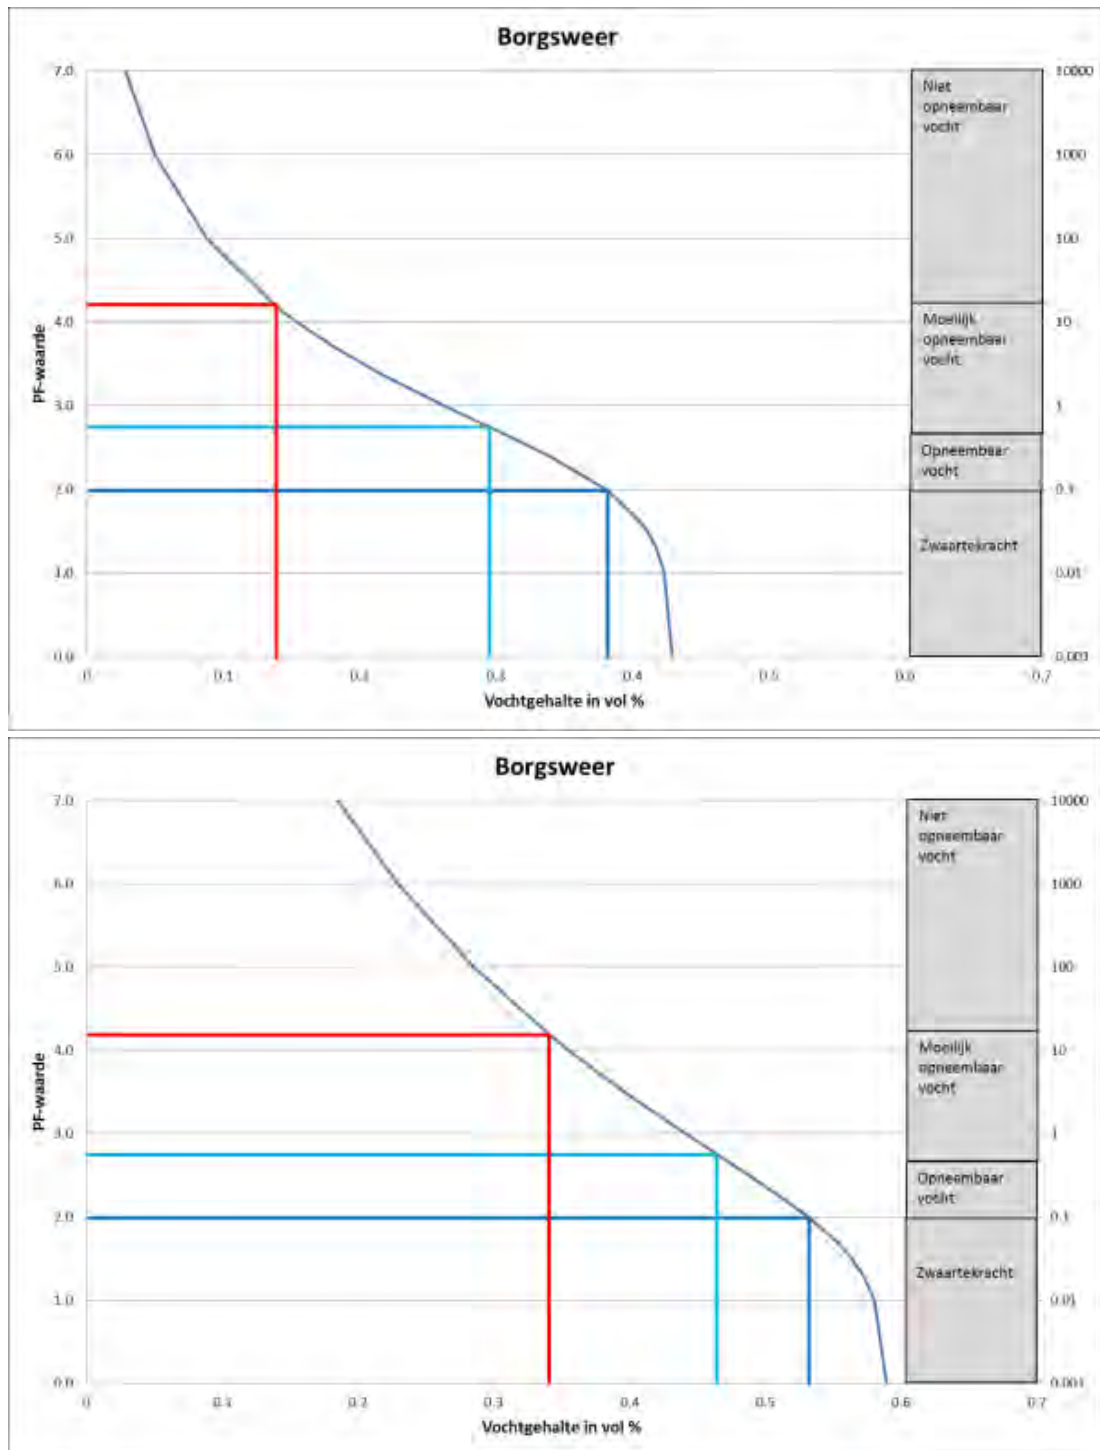 Borgsweer
7.0
6.0
5.0
4.0
3.0
2.0
1.0
0.0
PF-waarde
0
0.1
0.2
0.3
0.4
0.5
0.6
0.7
Vochtgehalte in vol %
Niet
opneembaar
vocht
Moeilijk
opneembaar
vocht
Opneembaar
vocht
Zwaartekracht
10000
1000
100
10
1
0.1
0.01
0.001
Borgsweer
7.0
6.0
5.0
4.0
3.0
2.0
1.0
0.0
PF-waarde
0
0.1
0.2
0.3
0.4
0.5
0.6
0.7
Vochtgehalte in vol %
Niet
opneembaar
vocht
Moeilijk
opneembaar
vocht
Opneembaar
vocht
Zwaartekracht
10000
1000
100
10
1
0.1
0.01
0.001